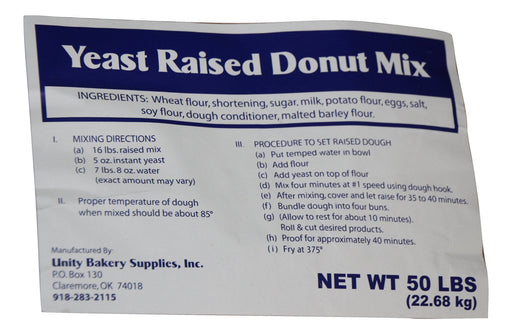 Yeast Raised Donut Mix
INGREDIENTS: Wheat flour, shortening, sugar, milk, potato flour, eggs, salt,
soy flour, dough conditioner, malted barley flour.
I. MIXING DIRECTIONS
(a) 16 lbs. raised mix
(b) 5 oz. instant yeast
(c) 7 lbs. 8 oz. water
(exact amount may vary)
II. Proper temperature of dough
when mixed should be about 85°
III. PROCEDURE TO SET RAISED DOUGH
(a) Put temped water in bowl
(b) Add flour
(c) Add yeast on top of flour
(d) Mix four minutes at #1 speed using dough hook.
(e) After mixing, cover and let raise for 35 to 40 minutes.
(f) Bundle dough into four buns.
(g) (Allow to rest for about 10 minutes).
Roll & cut desired products.
(h) Proof for approximately 40 minutes.
(i) Fry at 375°
Manufactured By:
Unity Bakery Supplies, Inc.
P.O. Box 130
Claremore, OK 74018
918-283-2115
NET WT 50 LBS
(22.68 kg)